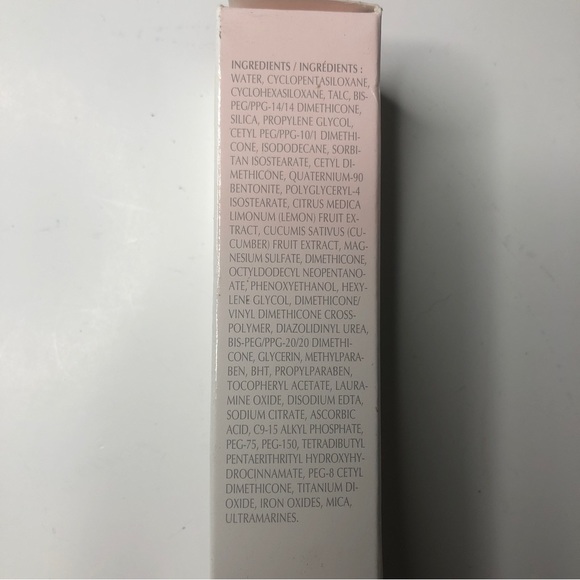 INGREDIENTS / INGRÉDIENTS :
WATER, CYCLOPENTASILOXANE,
CYCLOHEXASILOXANE, TALC, BIS-
PEG/PPG-14/14 DIMETHICONE,
SILICA, PROPYLENE GLYCOL,
CETYL PEG/PPG-10/1 DIMETHI-
CONE, ISODODECANE, SORBI-
TAN ISOSTEARATE, CETYL DI-
METHICONE, QUATERNIUM-90
BENTONITE, POLYGLYCERYL-4
ISOSTEARATE, CITRUS MEDICA
LIMONUM (LEMON) FRUIT EX-
TRACT, CUCUMIS SATIVUS (CU-
CUMBER) FRUIT EXTRACT, MAG-
NESIUM SULFATE, DIMETHICONE,
OCTYLDODECYL NEOPENTANO-
ATE, PHENOXYETHANOL, HEXY-
LENE GLYCOL, DIMETHICONE/
VINYL DIMETHICONE CROSS-
POLYMER, DIAZOLIDINYL UREA,
BIS-PEG/PPG-20/20 DIMETHI-
CONE, GLYCERIN, METHYLPARA-
BEN, BHT, PROPYLPARABEN,
TOCOPHERYL ACETATE, LAURA-
MINE OXIDE, DISODIUM EDTA,
SODIUM CITRATE, ASCORBIC
ACID, C9-15 ALKYL PHOSPHATE,
PEG-75, PEG-150, TETRADIBUTYL
PENTAERITHRITYL HYDROXYHY-
DROCINNAMATE, PEG-8 CETYL
DIMETHICONE, TITANIUM DI-
OXIDE, IRON OXIDES, MICA,
ULTRAMARINES.